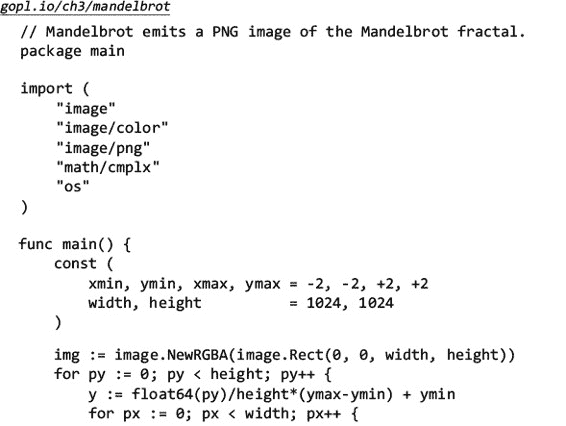 gopl.io/ch3/mandelbrot
// Mandelbrot emits a PNG image of the Mandelbrot fractal.
package main
import (
"image"
"image/color"
"image/png"
"math/cmplx"
"os"
)
func main() {
const (
xmin, ymin, xmax, ymax = -2, -2, +2, +2
width, height = 1024, 1024
)
img := image.NewRGBA(image.Rect(0, 0, width, height))
for py := 0; py < height; py++ {
y := float64(py)/height*(ymax-ymin) + ymin
for px := 0; px < width; px++ {